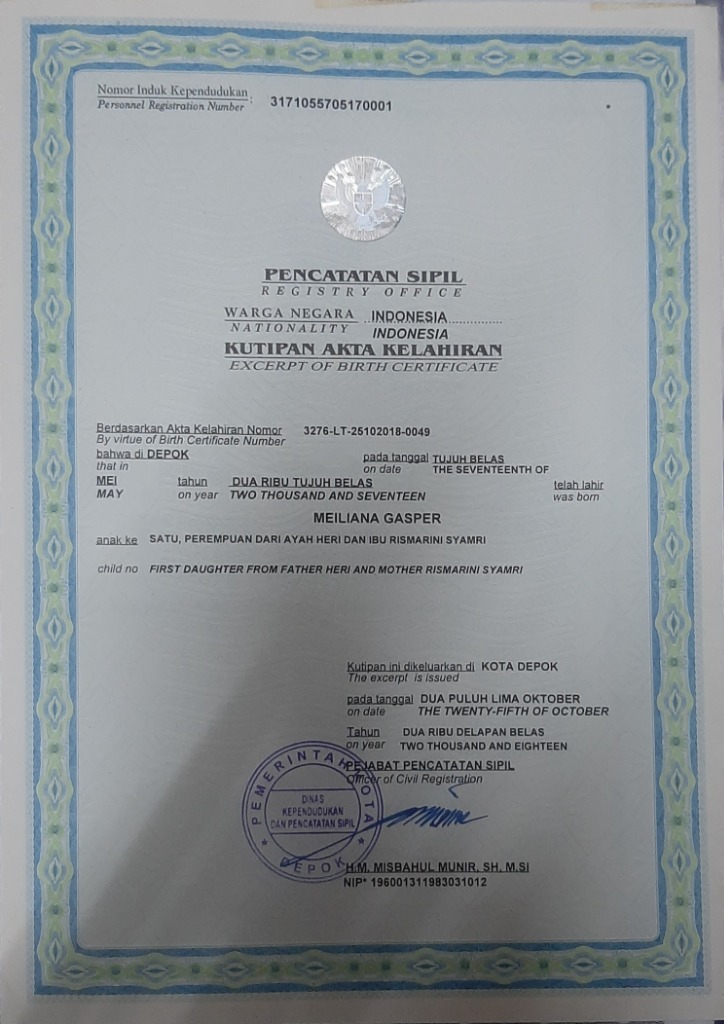 Nomor Induk Kependudukan : 3171055705170001
Personnel Registration Number
PENCATATAN SIPIL
REGISTRY OFFICE
WARGA NEGARA ..INDONESIA...............
NATIONALITY INDONESIA
KUTIPAN AKTA KELAHIRAN
EXCERPT OF BIRTH CERTIFICATE
Berdasarkan Akta Kelahiran Nomor 3276-LT-25102018-0049
By virtue of Birth Certificate Number
bahwa di DEPOK pada tanggal TUJUH BELAS
that in on date THE SEVENTEENTH OF
MEI tahun DUA RIBU TUJUH BELAS telah lahir
MAY on year TWO THOUSAND AND SEVENTEEN was born
MEILIANA GASPER
anak ke SATU, PEREMPUAN DARI AYAH HERI DAN IBU RISMARINI SYAMRI
child no FIRST DAUGHTER FROM FATHER HERI AND MOTHER RISMARINI SYAMRI
Kutipan ini dikeluarkan di KOTA DEPOK
The excerpt is issued
pada tanggal DUA PULUH LIMA OKTOBER
on date THE TWENTY-FIFTH OF OCTOBER
Tahun DUA RIBU DELAPAN BELAS
on year TWO THOUSAND AND EIGHTEEN
PEJABAT PENCATATAN SIPIL
Officer of Civil Registration
PEMERINTAH KOTA
DINAS
KEPENDUDUKAN
DAN PENCATATAN SIPIL
DEPOK
H.M. MISBAHUL MUNIR, SH, M.SI
NIP* 196001311983031012